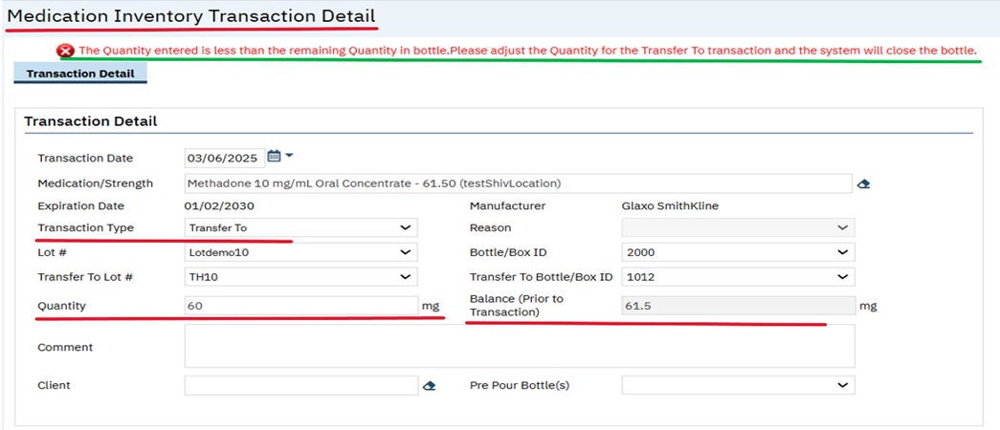 Medication Inventory Transaction Detail
The Quantity entered is less than the remaining Quantity in bottle.Please adjust the Quantity for the Transfer To transaction and the system will close the bottle.
Transaction Detail
Transaction Detail
Transaction Date 03/06/2025
Medication/Strength Methadone 10 mg/mL Oral Concentrate - 61.50 (testShivLocation)
Expiration Date 01/02/2030 Manufacturer Glaxo SmithKline
Transaction Type Transfer To Reason
Lot # Lotdemo10 Bottle/Box ID 2000
Transfer To Lot # TH10 Transfer To Bottle/Box ID 1012
Quantity 60 mg Balance (Prior to
Transaction) 61.5 mg
Comment
Client Pre Pour Bottle(s)